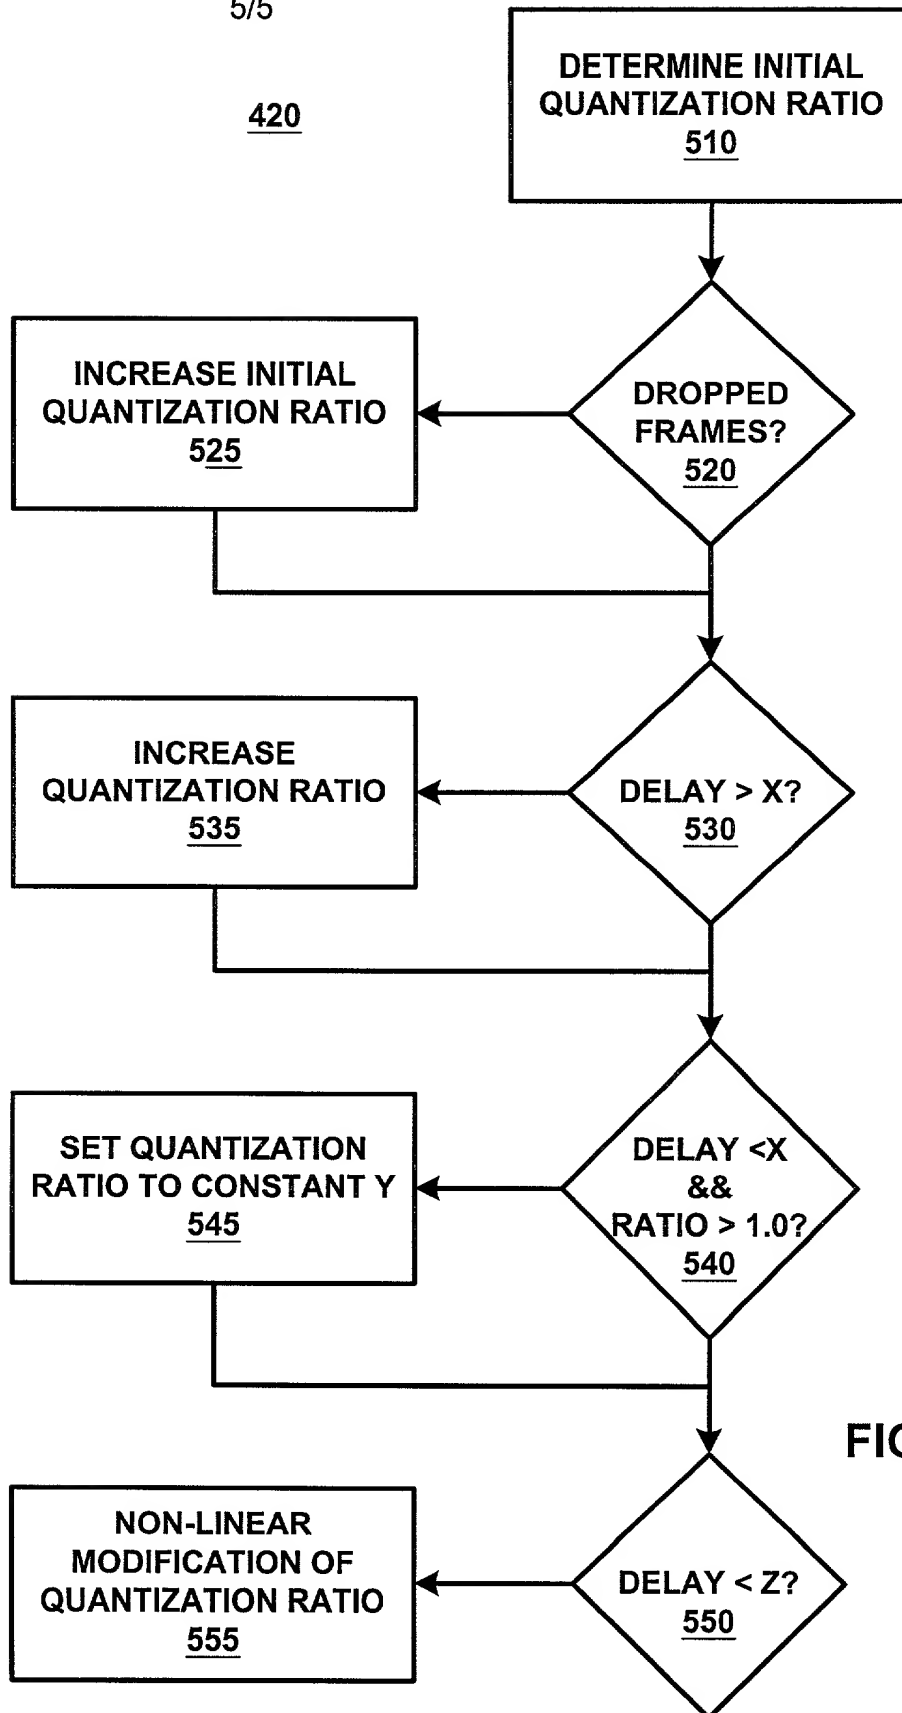 5/5
420
DETERMINE INITIAL
QUANTIZATION RATIO
510
INCREASE INITIAL
QUANTIZATION RATIO
525
DROPPED
FRAMES?
520
INCREASE
QUANTIZATION RATIO
535
DELAY > X?
530
SET QUANTIZATION
RATIO TO CONSTANT Y
545
DELAY <X
&&
RATIO > 1.0?
540
FIG
NON-LINEAR
MODIFICATION OF
QUANTIZATION RATIO
555
DELAY < Z?
550